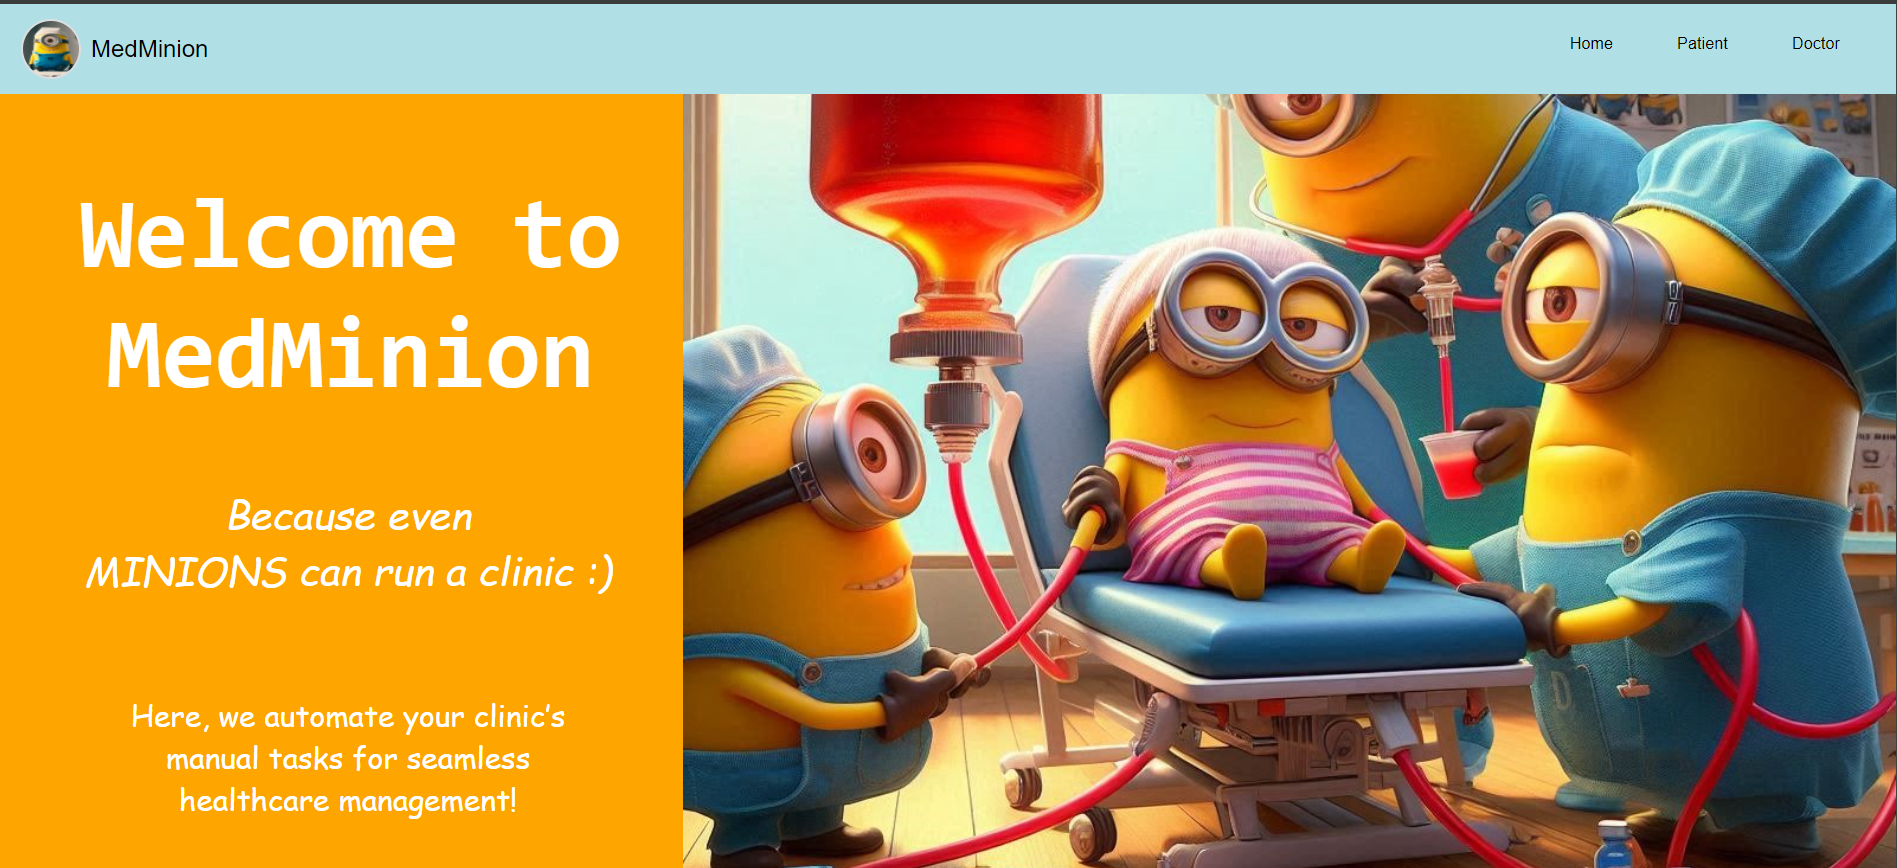 MedMinion
Home
Patient
Doctor
Welcome to
MedMinion
Because even
MINIONS can run a clinic :)
Here, we automate your clinic's
manual tasks for seamless
healthcare management!